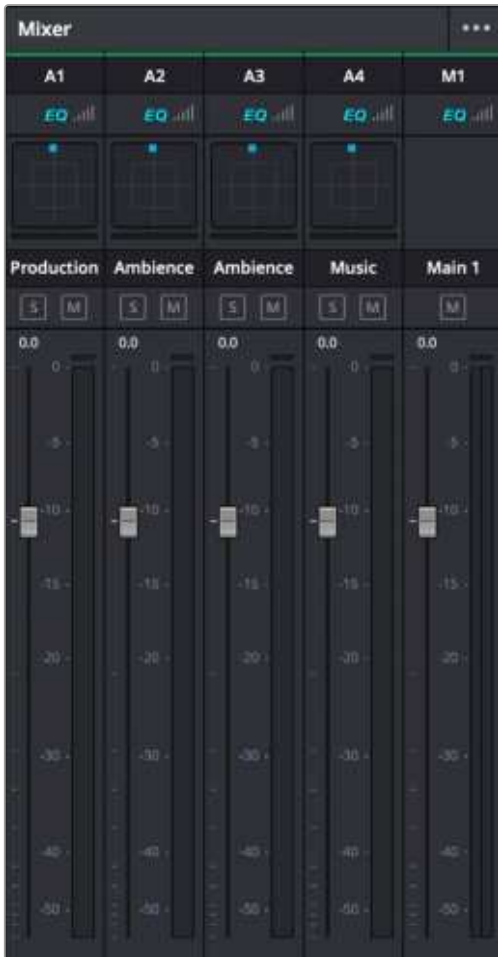 Mixer •••
A1 A2 A3 A4 M1
EQ EQ EQ EQ EQ
Production Ambience Ambience Music Main 1
S M S M S M S M M
0.0 0.0 0.0 0.0 0.0
0 0 0 0 0
-5 -5 -5 -5 -5
-10 -10 -10 -10 -10
-15 -15 -15 -15 -15
-20 -20 -20 -20 -20
-30 -30 -30 -30 -30
-40 -40 -40 -40 -40
-50 -50 -50 -50 -50